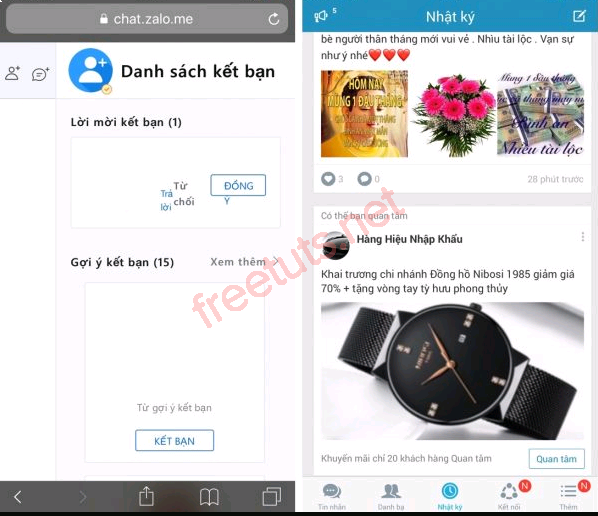 chat.zalo.me
Danh sách kết bạn
Lời mời kết bạn (1)
Trả lời
Từ chối
ĐỒNG Ý
Gợi ý kết bạn (15)
Xem thêm
Từ gợi ý kết bạn
KẾT BẠN
5
Nhật ký
bè người thân tháng mới vui vẻ . Nhìu tài lộc . Vạn sự
như ý nhé❤❤❤
HÔM NAY
MÙNG 1 ĐẦU THÁNG
Mùng 1 đầu tháng
Bình an
Nhiều tài lộc
3
0
28 phút trước
Có thể bạn quan tâm
Hàng Hiệu Nhập Khẩu
Khai trương chi nhánh Đồng hồ Nibosi 1985 giảm giá
70% + tặng vòng tay tỳ hưu phong thủy
NIBOSI
Khuyến mãi chỉ 20 khách hàng Quan tâm
Quan tâm
Tin nhắn
Danh bạ
Nhật ký
Kết nối
N
Thêm
N
freetuts.net